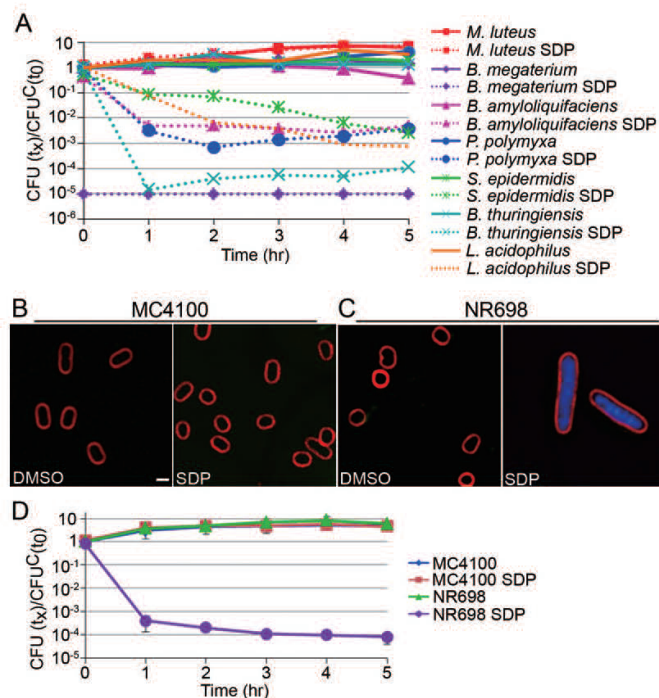 A
CFU (tx)/CFUC(t0)
10
1
10-1
10-2
10-3
10-4
10-5
10-6
0 1 2 3 4 5
Time (hr)
M. luteus
M. luteus SDP
B. megaterium
B. megaterium SDP
B. amyloliquifaciens
B. amyloliquifaciens SDP
P. polymyxa
P. polymyxa SDP
S. epidermidis
S. epidermidis SDP
B. thuringiensis
B. thuringiensis SDP
L. acidophilus
L. acidophilus SDP
B MC4100
DMSO SDP
C NR698
DMSO SDP
D
CFU (tx)/CFUC(t0)
10
1
10-1
10-2
10-3
10-4
10-5
0 1 2 3 4 5
Time (hr)
MC4100
MC4100 SDP
NR698
NR698 SDP